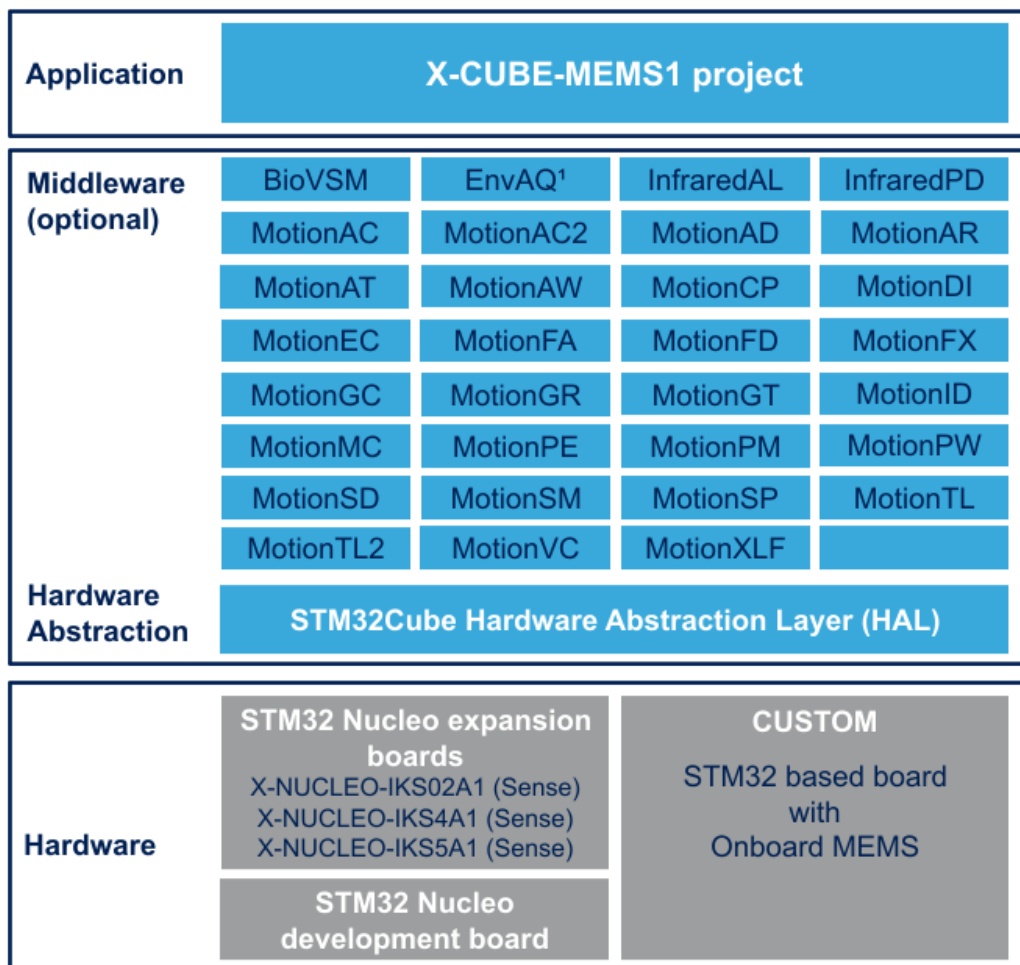 Application
X-CUBE-MEMS1 project
Middleware
(optional)
BioVSM EnvAQ¹ InfraredAL InfraredPD
MotionAC MotionAC2 MotionAD MotionAR
MotionAT MotionAW MotionCP MotionDI
MotionEC MotionFA MotionFD MotionFX
MotionGC MotionGR MotionGT MotionID
MotionMC MotionPE MotionPM MotionPW
MotionSD MotionSM MotionSP MotionTL
MotionTL2 MotionVC MotionXLF
Hardware
Abstraction
STM32Cube Hardware Abstraction Layer (HAL)
Hardware
STM32 Nucleo expansion
boards
X-NUCLEO-IKS02A1 (Sense)
X-NUCLEO-IKS4A1 (Sense)
X-NUCLEO-IKS5A1 (Sense)
STM32 Nucleo
development board
CUSTOM
STM32 based board
with
Onboard MEMS